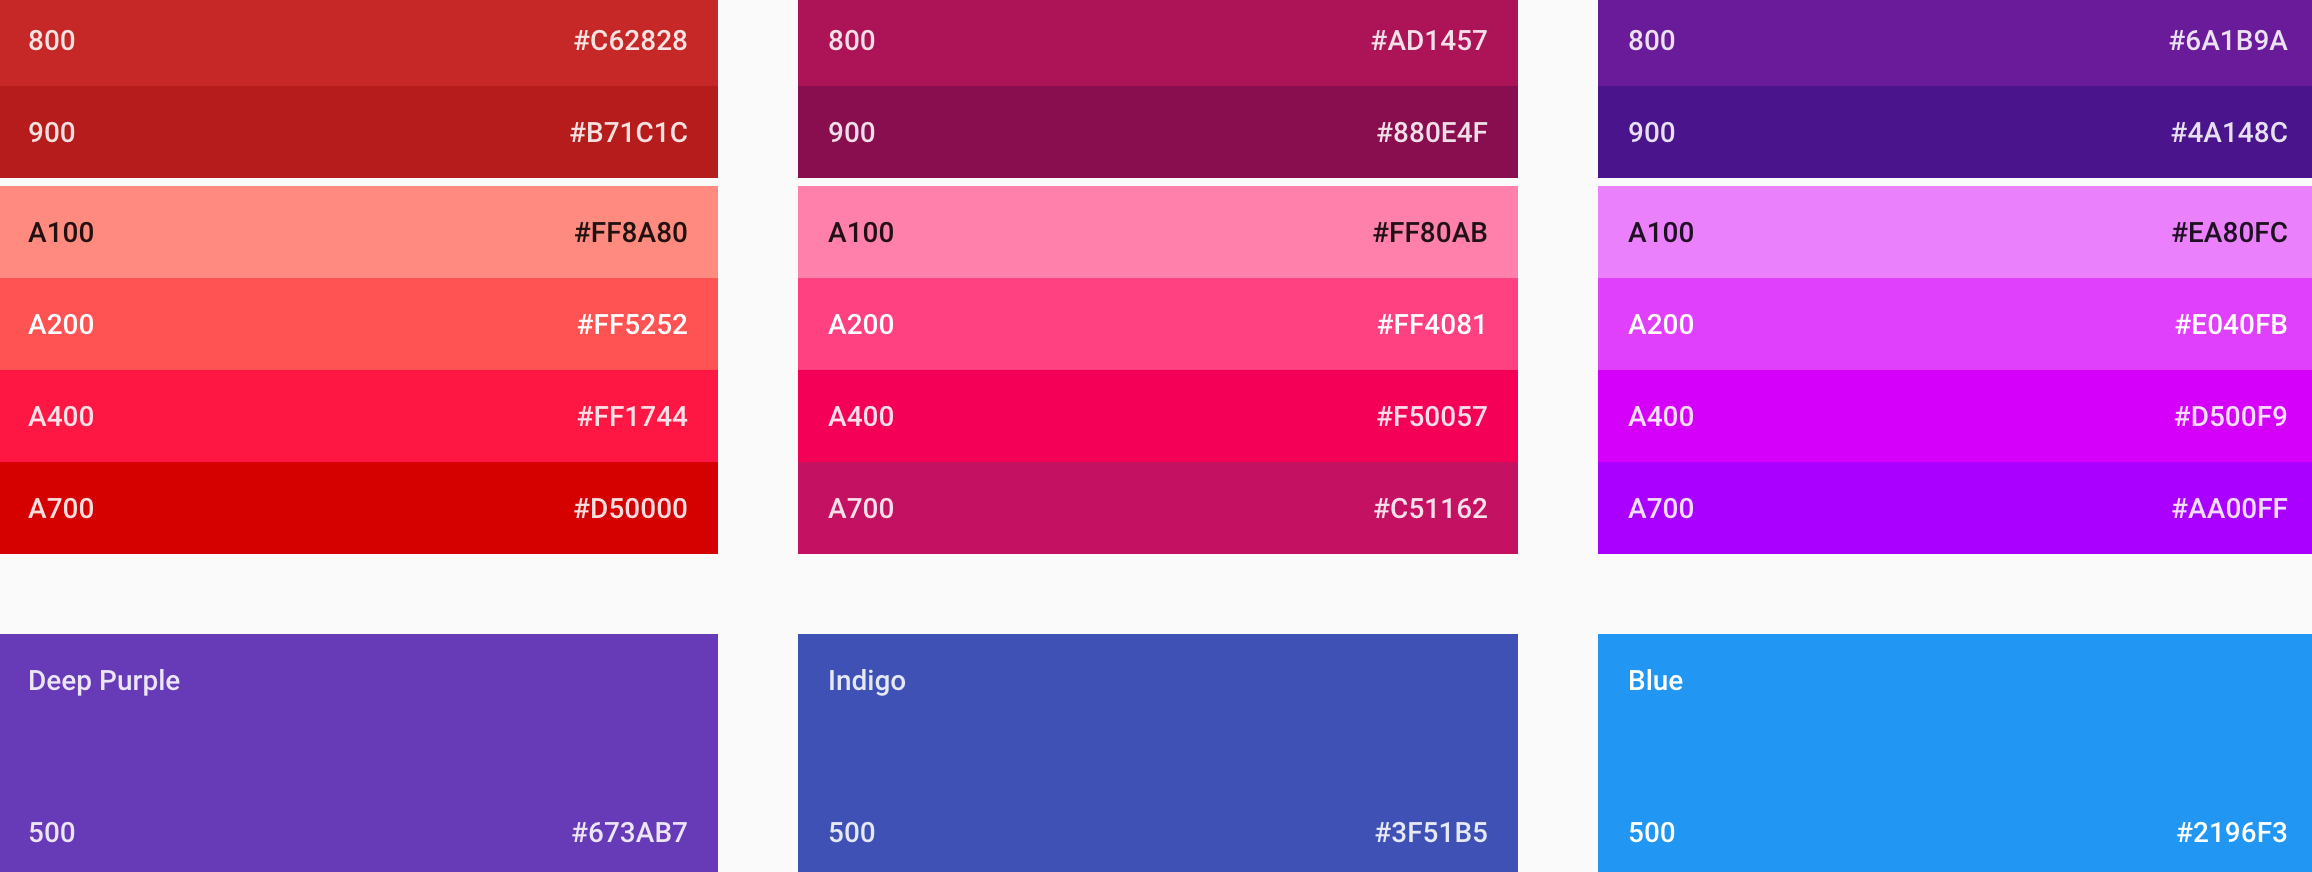 800 #C62828
900 #B71C1C
A100 #FF8A80
A200 #FF5252
A400 #FF1744
A700 #D50000
800 #AD1457
900 #880E4F
A100 #FF80AB
A200 #FF4081
A400 #F50057
A700 #C51162
800 #6A1B9A
900 #4A148C
A100 #EA80FC
A200 #E040FB
A400 #D500F9
A700 #AA00FF
Deep Purple
500 #673AB7
Indigo
500 #3F51B5
Blue
500 #2196F3